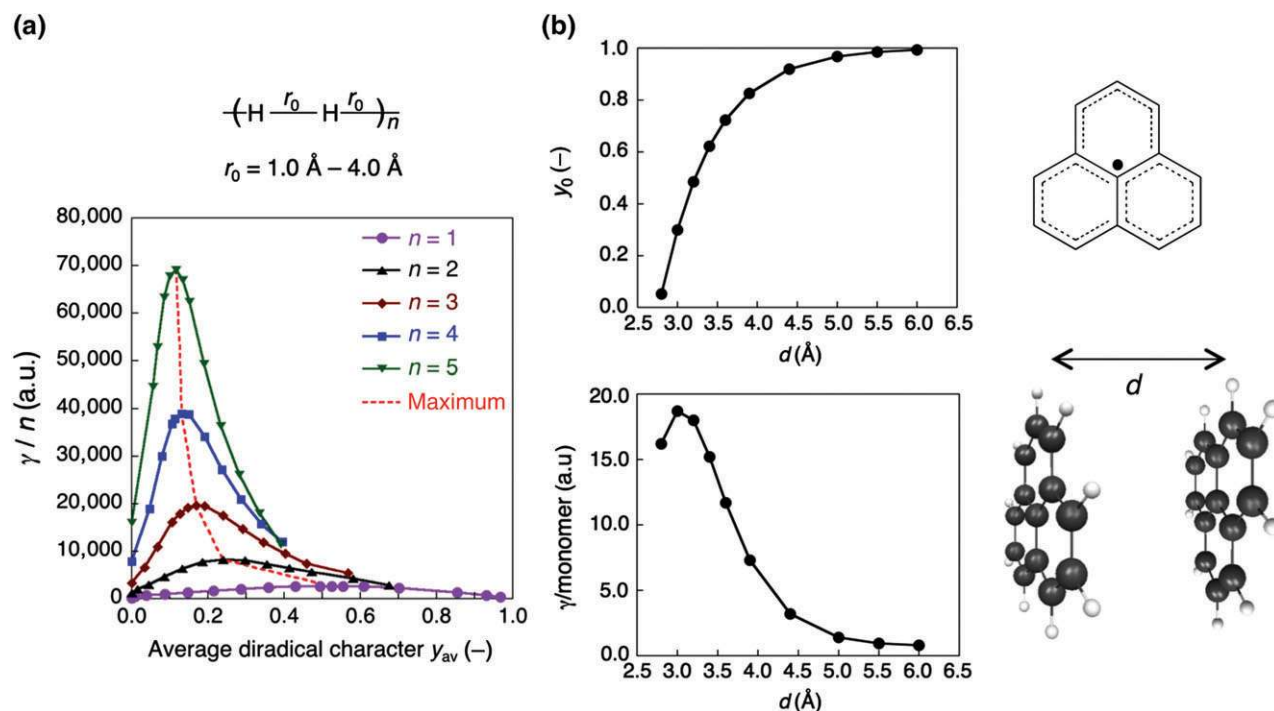 (a)
(H r₀ H r₀)n
r₀ = 1.0 Å – 4.0 Å
γ / n (a.u.)
80,000
70,000
60,000
50,000
40,000
30,000
20,000
10,000
0
n = 1
n = 2
n = 3
n = 4
n = 5
Maximum
0.0 0.2 0.4 0.6 0.8 1.0
Average diradical character yav (–)
(b)
y₀ (–)
1.0
0.8
0.6
0.4
0.2
0.0
2.5 3.0 3.5 4.0 4.5 5.0 5.5 6.0 6.5
d (Å)
γ/monomer (a.u)
20.0
15.0
10.0
5.0
0.0
2.5 3.0 3.5 4.0 4.5 5.0 5.5 6.0 6.5
d (Å)
d